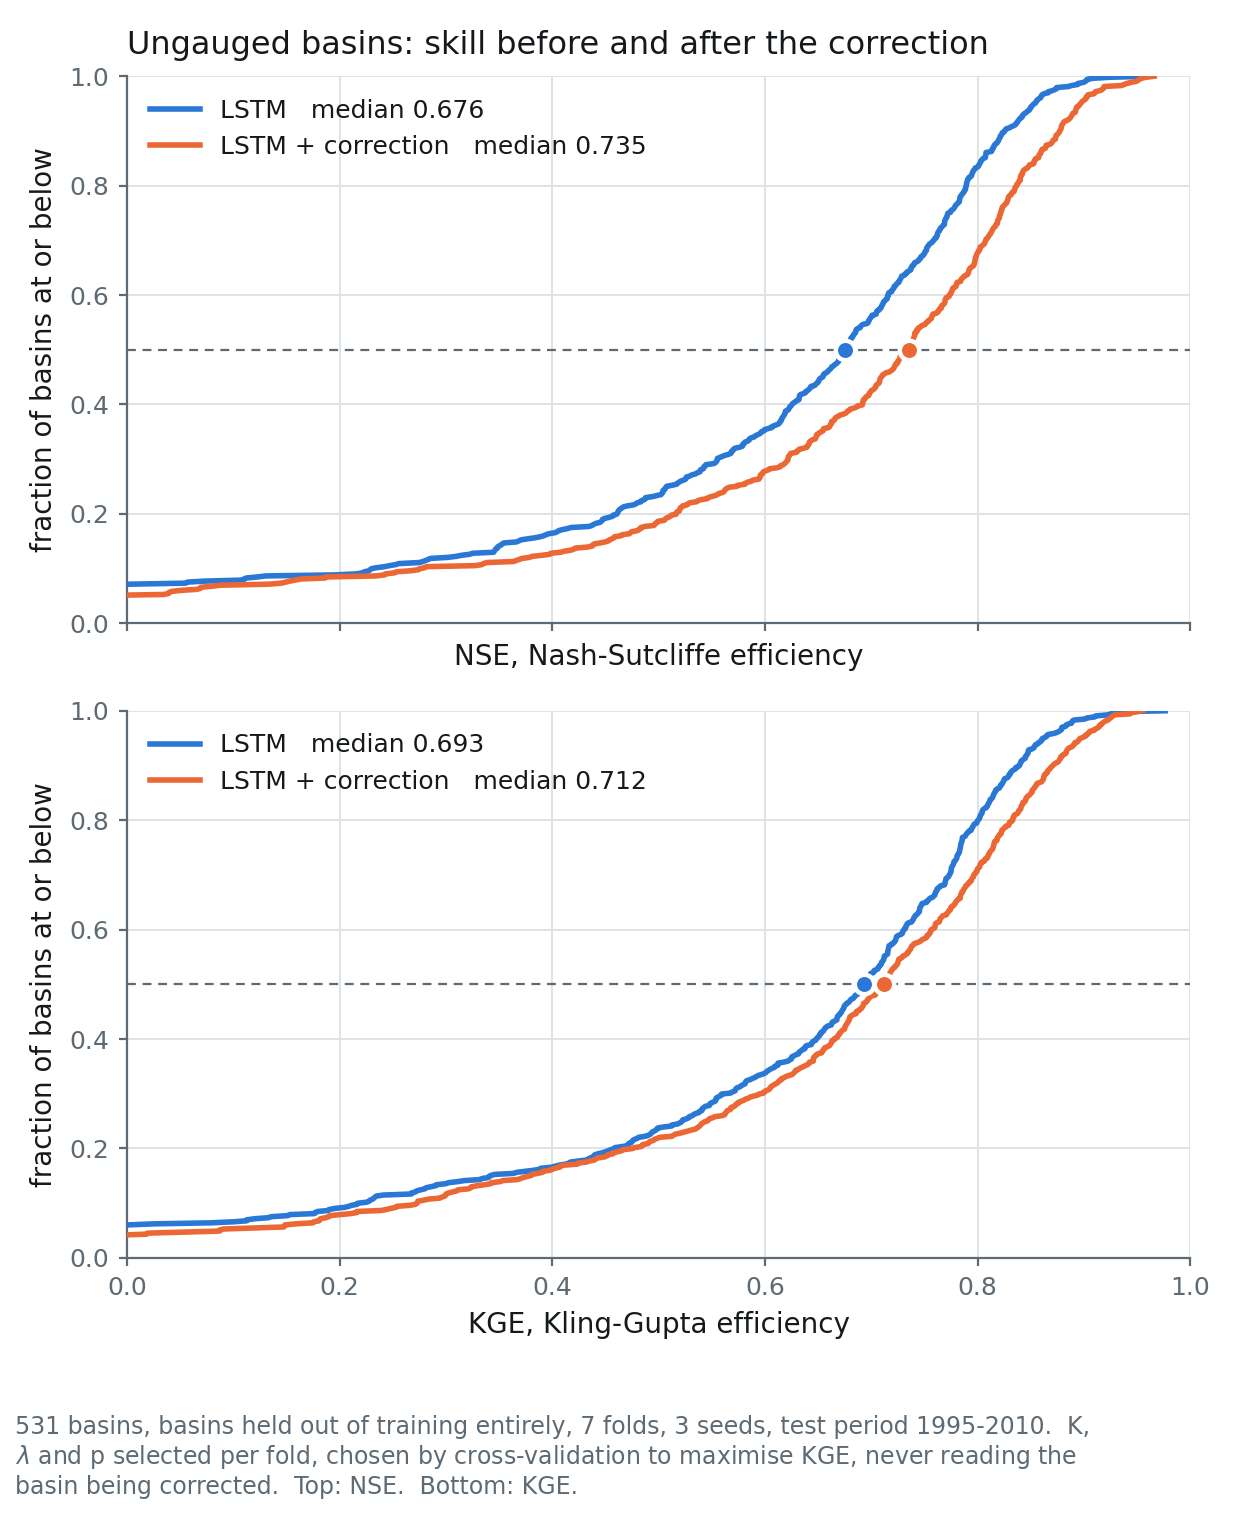 Ungauged basins: skill before and after the correction
1.0
0.8
0.6
0.4
0.2
0.0
fraction of basins at or below
LSTM median 0.676
LSTM + correction median 0.735
NSE, Nash-Sutcliffe efficiency
1.0
0.8
0.6
0.4
0.2
0.0
fraction of basins at or below
LSTM median 0.693
LSTM + correction median 0.712
0.0 0.2 0.4 0.6 0.8 1.0
KGE, Kling-Gupta efficiency
531 basins, basins held out of training entirely, 7 folds, 3 seeds, test period 1995-2010. K,
λ and p selected per fold, chosen by cross-validation to maximise KGE, never reading the
basin being corrected. Top: NSE. Bottom: KGE.